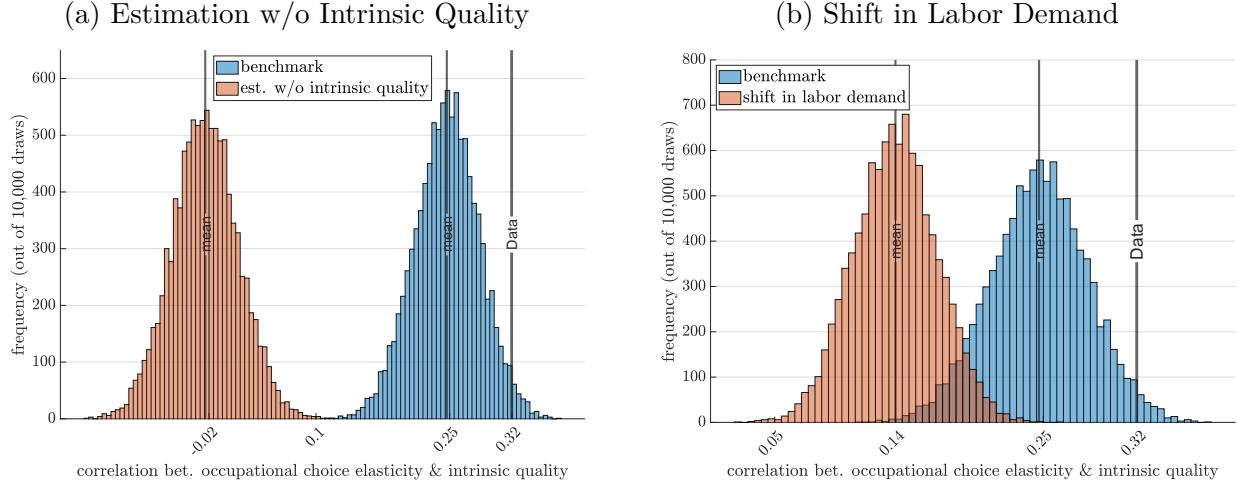 (a) Estimation w/o Intrinsic Quality
frequency (out of 10,000 draws)
600
500
400
300
200
100
0
benchmark
est. w/o intrinsic quality
mean
mean
Data
-0.02
0.1
0.25
0.32
correlation bet. occupational choice elasticity & intrinsic quality
(b) Shift in Labor Demand
frequency (out of 10,000 draws)
800
700
600
500
400
300
200
100
0
benchmark
shift in labor demand
mean
mean
Data
0.05
0.14
0.25
0.32
correlation bet. occupational choice elasticity & intrinsic quality